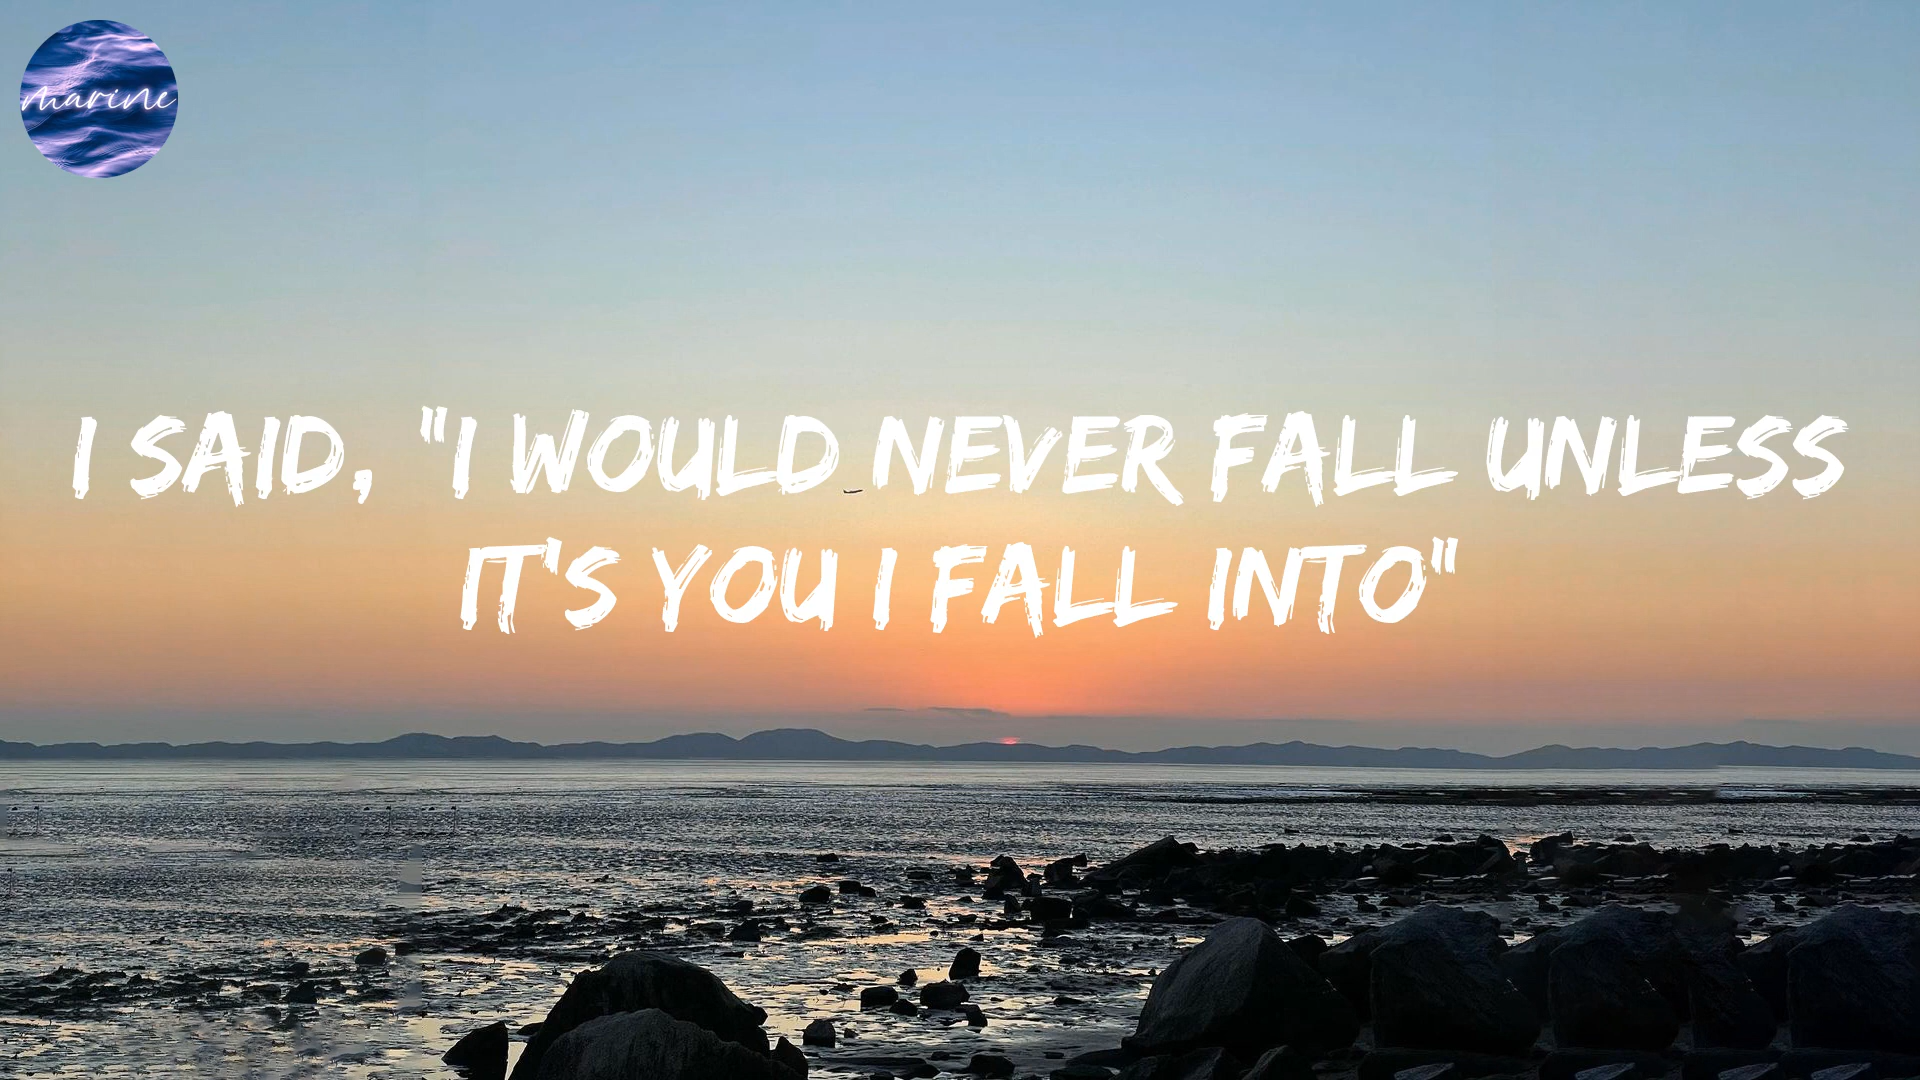 marine
I SAID, "I WOULD NEVER FALL UNLESS
IT'S YOU I FALL INTO"